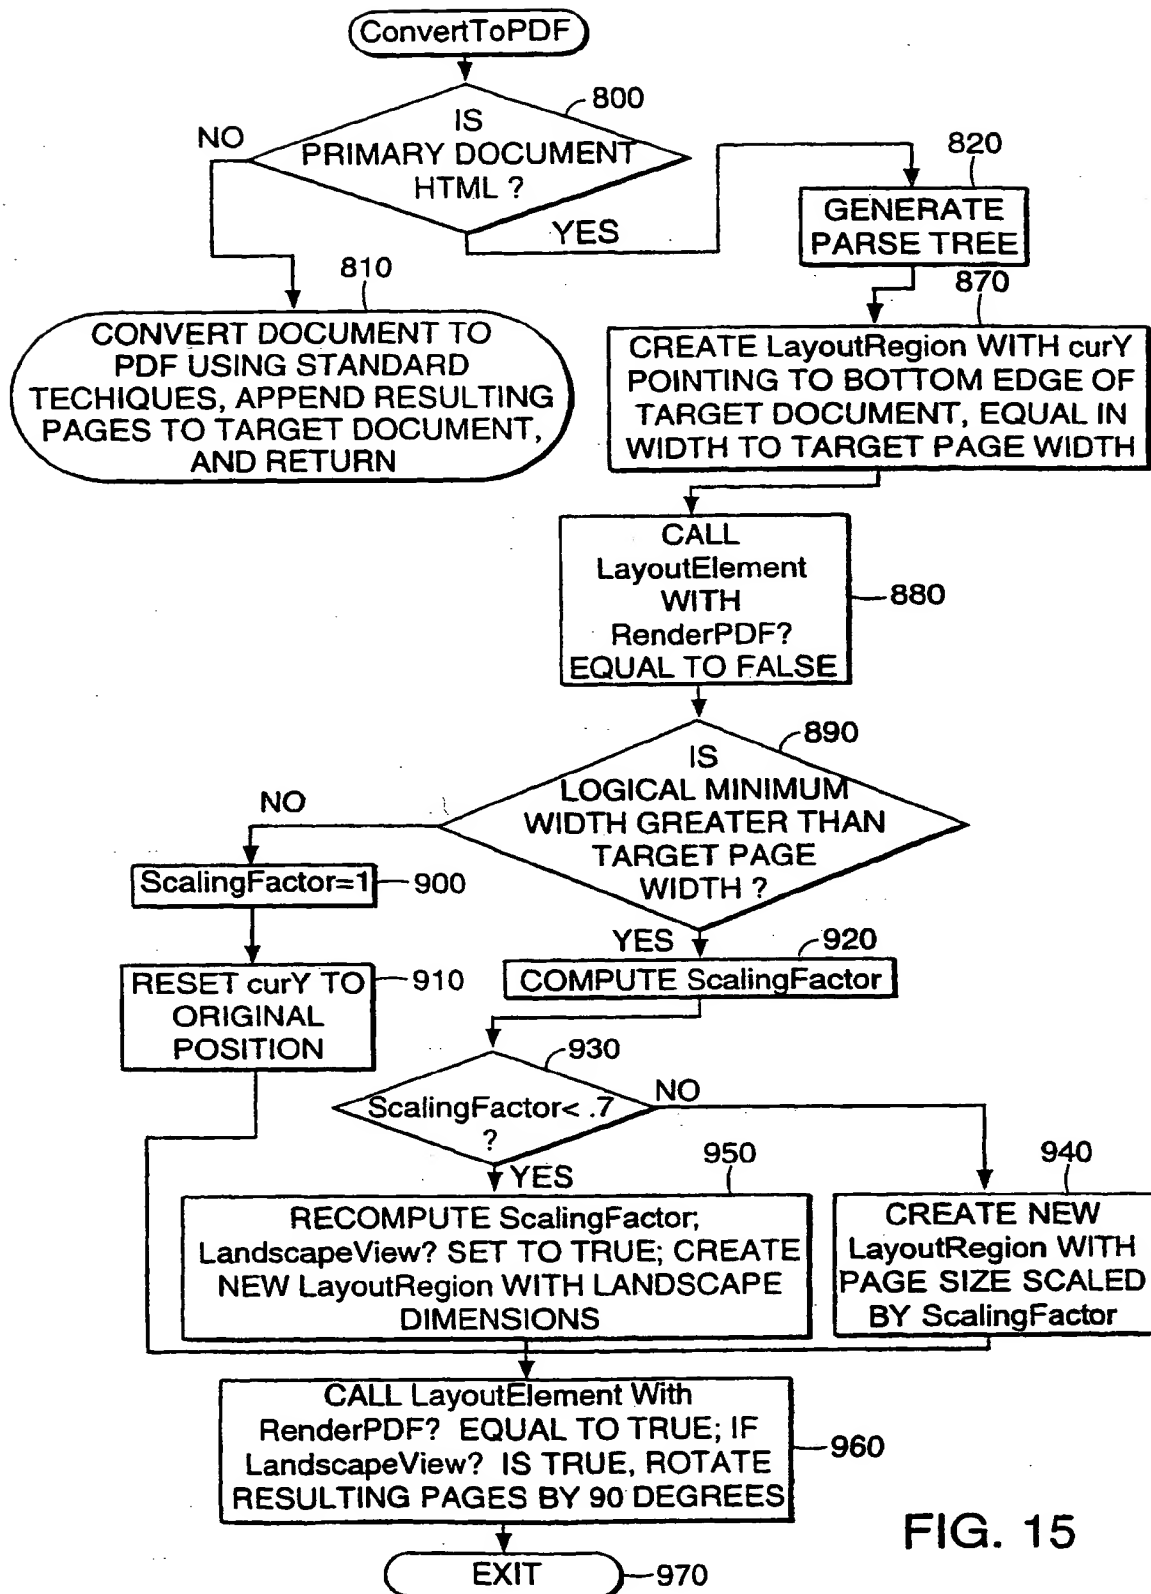 ConvertToPDF
800
IS
PRIMARY DOCUMENT
HTML ?
NO
YES
820
GENERATE
PARSE TREE
810
CONVERT DOCUMENT TO
PDF USING STANDARD
TECHIQUES, APPEND RESULTING
PAGES TO TARGET DOCUMENT,
AND RETURN
870
CREATE LayoutRegion WITH curY
POINTING TO BOTTOM EDGE OF
TARGET DOCUMENT, EQUAL IN
WIDTH TO TARGET PAGE WIDTH
CALL
LayoutElement
WITH
RenderPDF?
EQUAL TO FALSE
880
890
IS
LOGICAL MINIMUM
WIDTH GREATER THAN
TARGET PAGE
WIDTH ?
NO
ScalingFactor=1
900
YES
920
COMPUTE ScalingFactor
RESET curY TO
ORIGINAL
POSITION
910
930
ScalingFactor< .7
?
NO
YES
950
RECOMPUTE ScalingFactor;
LandscapeView? SET TO TRUE; CREATE
NEW LayoutRegion WITH LANDSCAPE
DIMENSIONS
940
CREATE NEW
LayoutRegion WITH
PAGE SIZE SCALED
BY ScalingFactor
CALL LayoutElement With
RenderPDF? EQUAL TO TRUE; IF
LandscapeView? IS TRUE, ROTATE
RESULTING PAGES BY 90 DEGREES
960
EXIT
970
FIG. 15